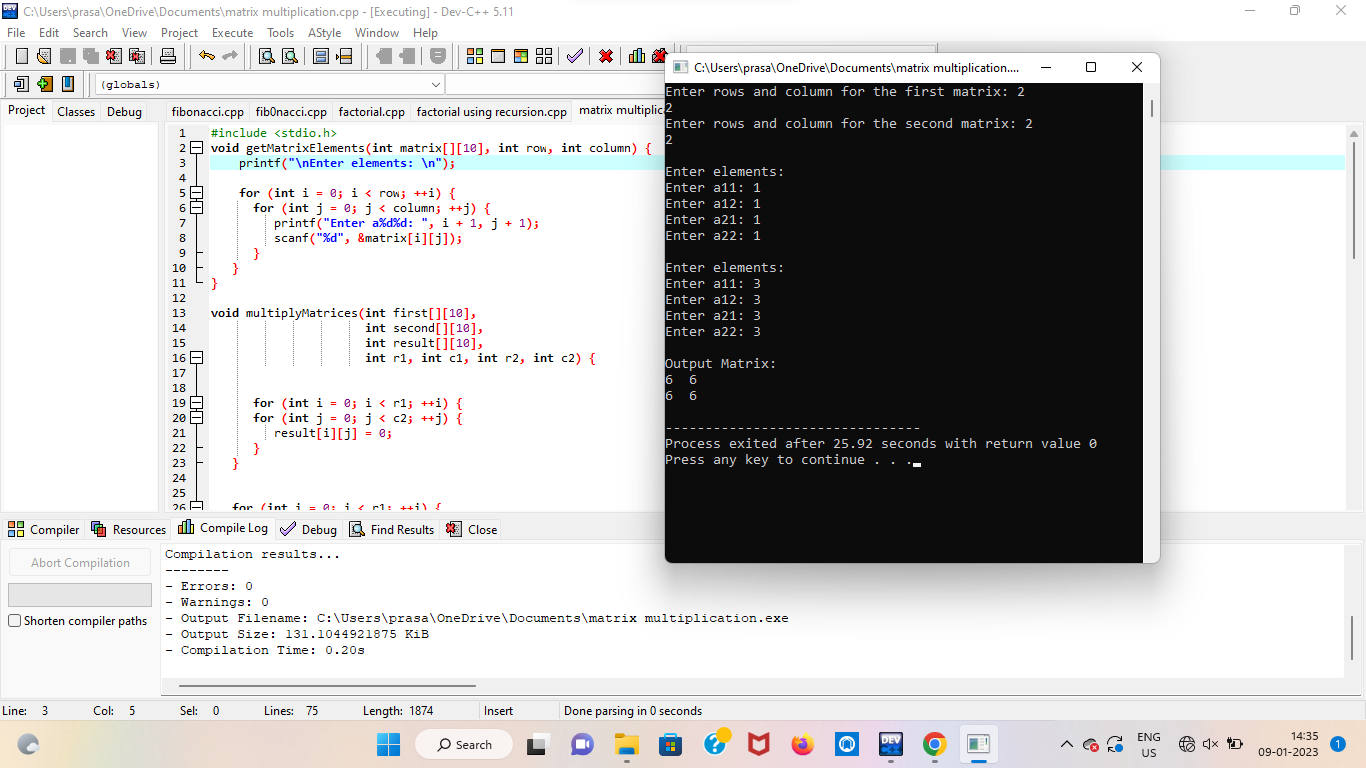 C:\Users\prasa\OneDrive\Documents\matrix multiplication.cpp - [Executing] - Dev-C++ 5.11
File Edit Search View Project Execute Tools AStyle Window Help
(globals)
Project Classes Debug
fibonacci.cpp fib0nacci.cpp factorial.cpp factorial using recursion.cpp matrix multiplic
1 #include <stdio.h>
2 void getMatrixElements(int matrix[][10], int row, int column) {
3 printf("\nEnter elements: \n");
4
5 for (int i = 0; i < row; ++i) {
6 for (int j = 0; j < column; ++j) {
7 printf("Enter a%d%d: ", i + 1, j + 1);
8 scanf("%d", &matrix[i][j]);
9 }
10 }
11 }
12
13 void multiplyMatrices(int first[][10],
14 int second[][10],
15 int result[][10],
16 int r1, int c1, int r2, int c2) {
17
18
19 for (int i = 0; i < r1; ++i) {
20 for (int j = 0; j < c2; ++j) {
21 result[i][j] = 0;
22 }
23 }
24
25
26 for (int i = 0; i < r1; ++i) {
C:\Users\prasa\OneDrive\Documents\matrix multiplication....
Enter rows and column for the first matrix: 2
2
Enter rows and column for the second matrix: 2
2
Enter elements:
Enter a11: 1
Enter a12: 1
Enter a21: 1
Enter a22: 1
Enter elements:
Enter a11: 3
Enter a12: 3
Enter a21: 3
Enter a22: 3
Output Matrix:
6 6
6 6
--------------------------------
Process exited after 25.92 seconds with return value 0
Press any key to continue . . .
Compiler Resources Compile Log Debug Find Results Close
Abort Compilation
Shorten compiler paths
Compilation results...
--------
- Errors: 0
- Warnings: 0
- Output Filename: C:\Users\prasa\OneDrive\Documents\matrix multiplication.exe
- Output Size: 131.1044921875 KiB
- Compilation Time: 0.20s
Line: 3 Col: 5 Sel: 0 Lines: 75 Length: 1874 Insert Done parsing in 0 seconds
Search
DEV
ENG
US
14:35
09-01-2023
1